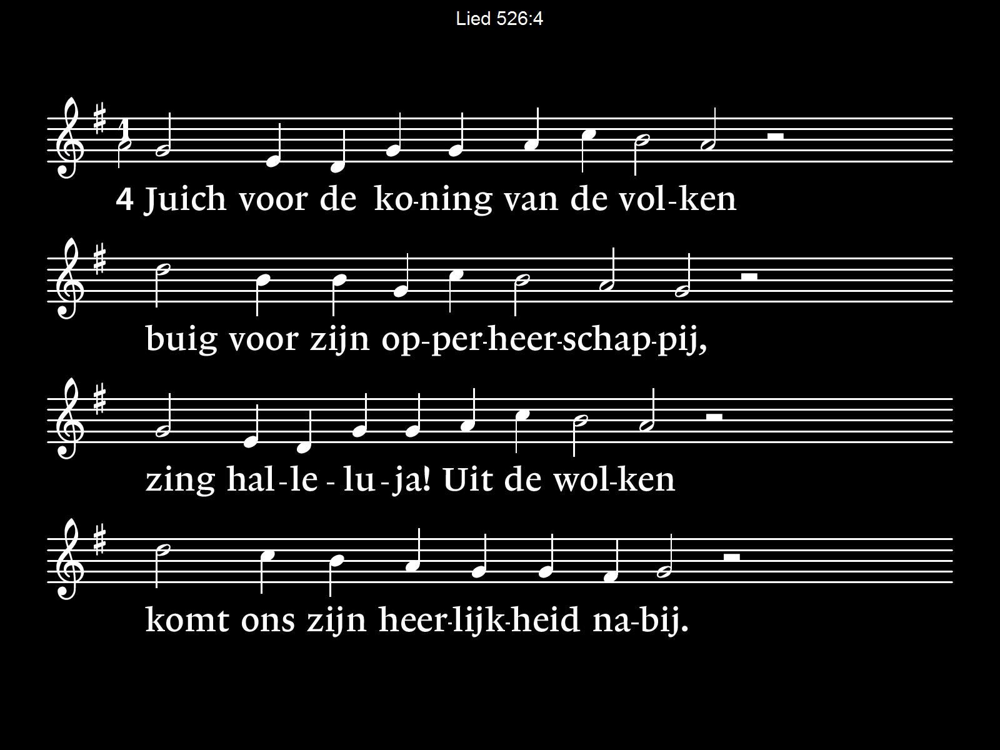 Lied 526:4
4 Juich voor de ko-ning van de vol-ken
buig voor zijn op-per-heer-schap-pij,
zing hal-le-lu-ja! Uit de wol-ken
komt ons zijn heer-lijk-heid na-bij.